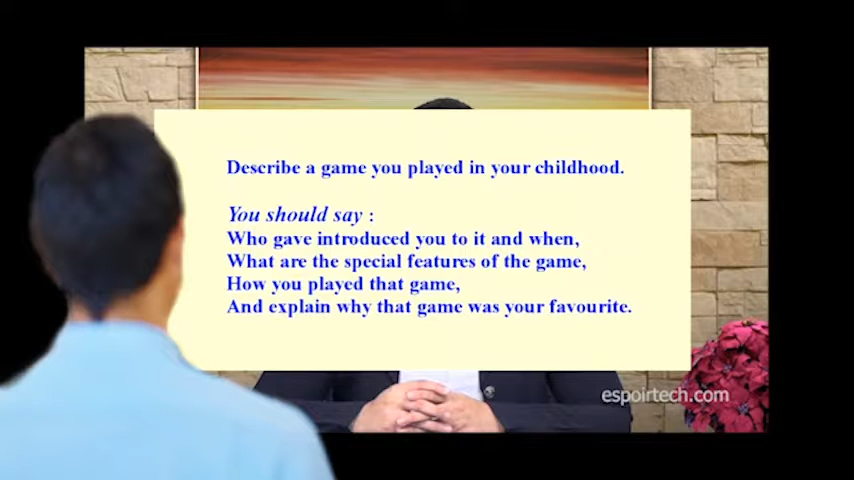 Describe a game you played in your childhood.
You should say :
Who gave introduced you to it and when,
What are the special features of the game,
How you played that game,
And explain why that game was your favourite.
espoirtech.com